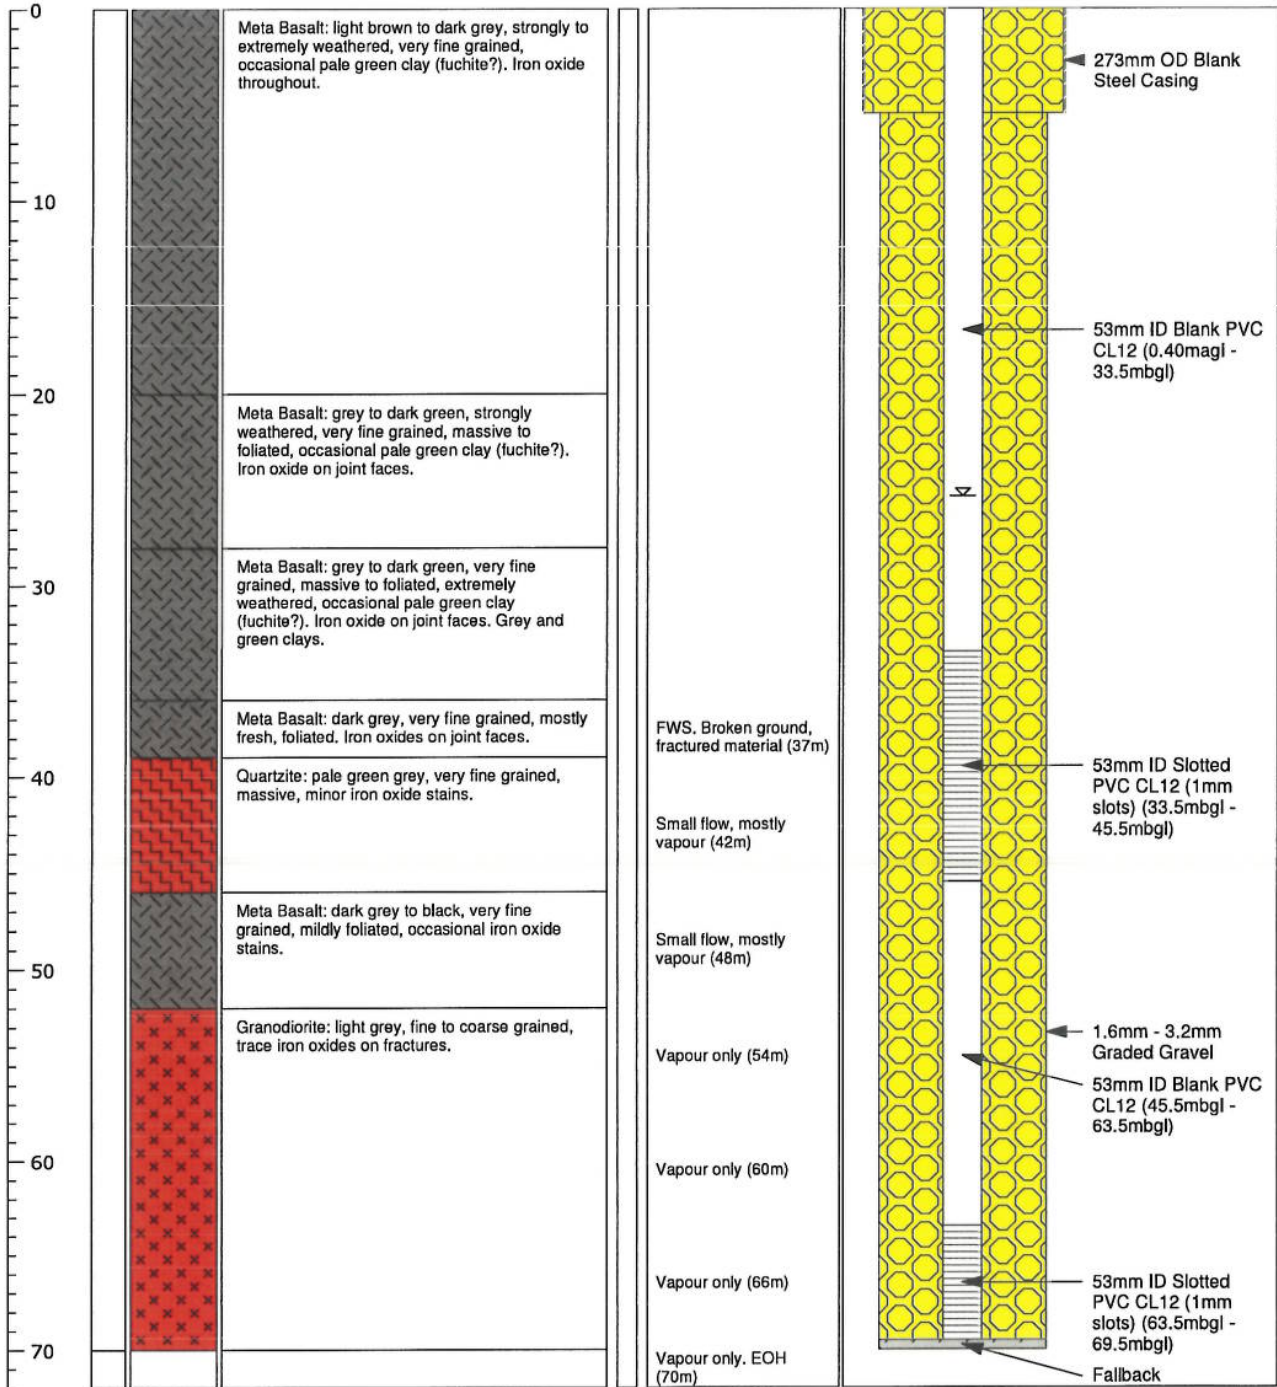 0
10
20
30
40
50
60
70
Meta Basalt: light brown to dark grey, strongly to
extremely weathered, very fine grained,
occasional pale green clay (fuchite?). Iron oxide
throughout.
Meta Basalt: grey to dark green, strongly
weathered, very fine grained, massive to
foliated, occasional pale green clay (fuchite?).
Iron oxide on joint faces.
Meta Basalt: grey to dark green, very fine
grained, massive to foliated, extremely
weathered, occasional pale green clay
(fuchite?). Iron oxide on joint faces. Grey and
green clays.
Meta Basalt: dark grey, very fine grained, mostly
fresh, foliated. Iron oxides on joint faces.
Quartzite: pale green grey, very fine grained,
massive, minor iron oxide stains.
Meta Basalt: dark grey to black, very fine
grained, mildly foliated, occasional iron oxide
stains.
Granodiorite: light grey, fine to coarse grained,
trace iron oxides on fractures.
FWS. Broken ground,
fractured material (37m)
Small flow, mostly
vapour (42m)
Small flow, mostly
vapour (48m)
Vapour only (54m)
Vapour only (60m)
Vapour only (66m)
Vapour only. EOH
(70m)
273mm OD Blank
Steel Casing
53mm ID Blank PVC
CL12 (0.40magl -
33.5mbgl)
53mm ID Slotted
PVC CL12 (1mm
slots) (33.5mbgl -
45.5mbgl)
1.6mm - 3.2mm
Graded Gravel
53mm ID Blank PVC
CL12 (45.5mbgl -
63.5mbgl)
53mm ID Slotted
PVC CL12 (1mm
slots) (63.5mbgl -
69.5mbgl)
Fallback